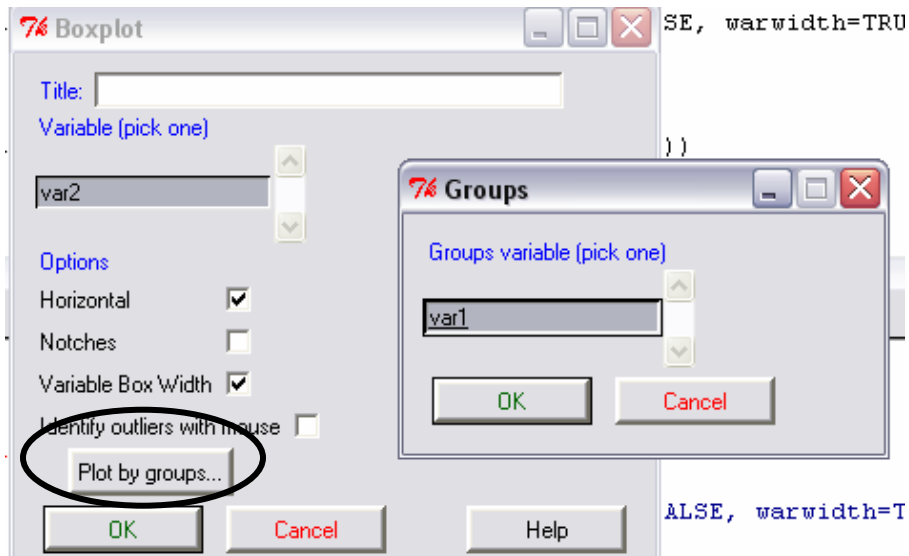 Boxplot
SE, warwidth=TRU
Title:
Variable (pick one)
))
var2
Groups
Groups variable (pick one)
var1
OK
Cancel
Options
Horizontal
Notches
Variable Box Width
Identify outliers with mouse
Plot by groups...
OK
Cancel
Help
ALSE, warwidth=T